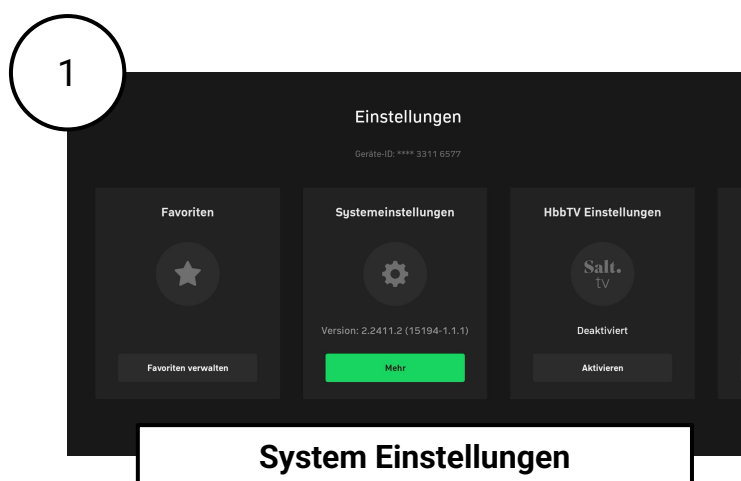 1
Einstellungen
Geräte-ID: **** 3311 6577
Favoriten
Favoriten verwalten
Systemeinstellungen
Version: 2.2411.2 (15194-1.1.1)
Mehr
HbbTV Einstellungen
Salt.
tv
Deaktiviert
Aktivieren
System Einstellungen